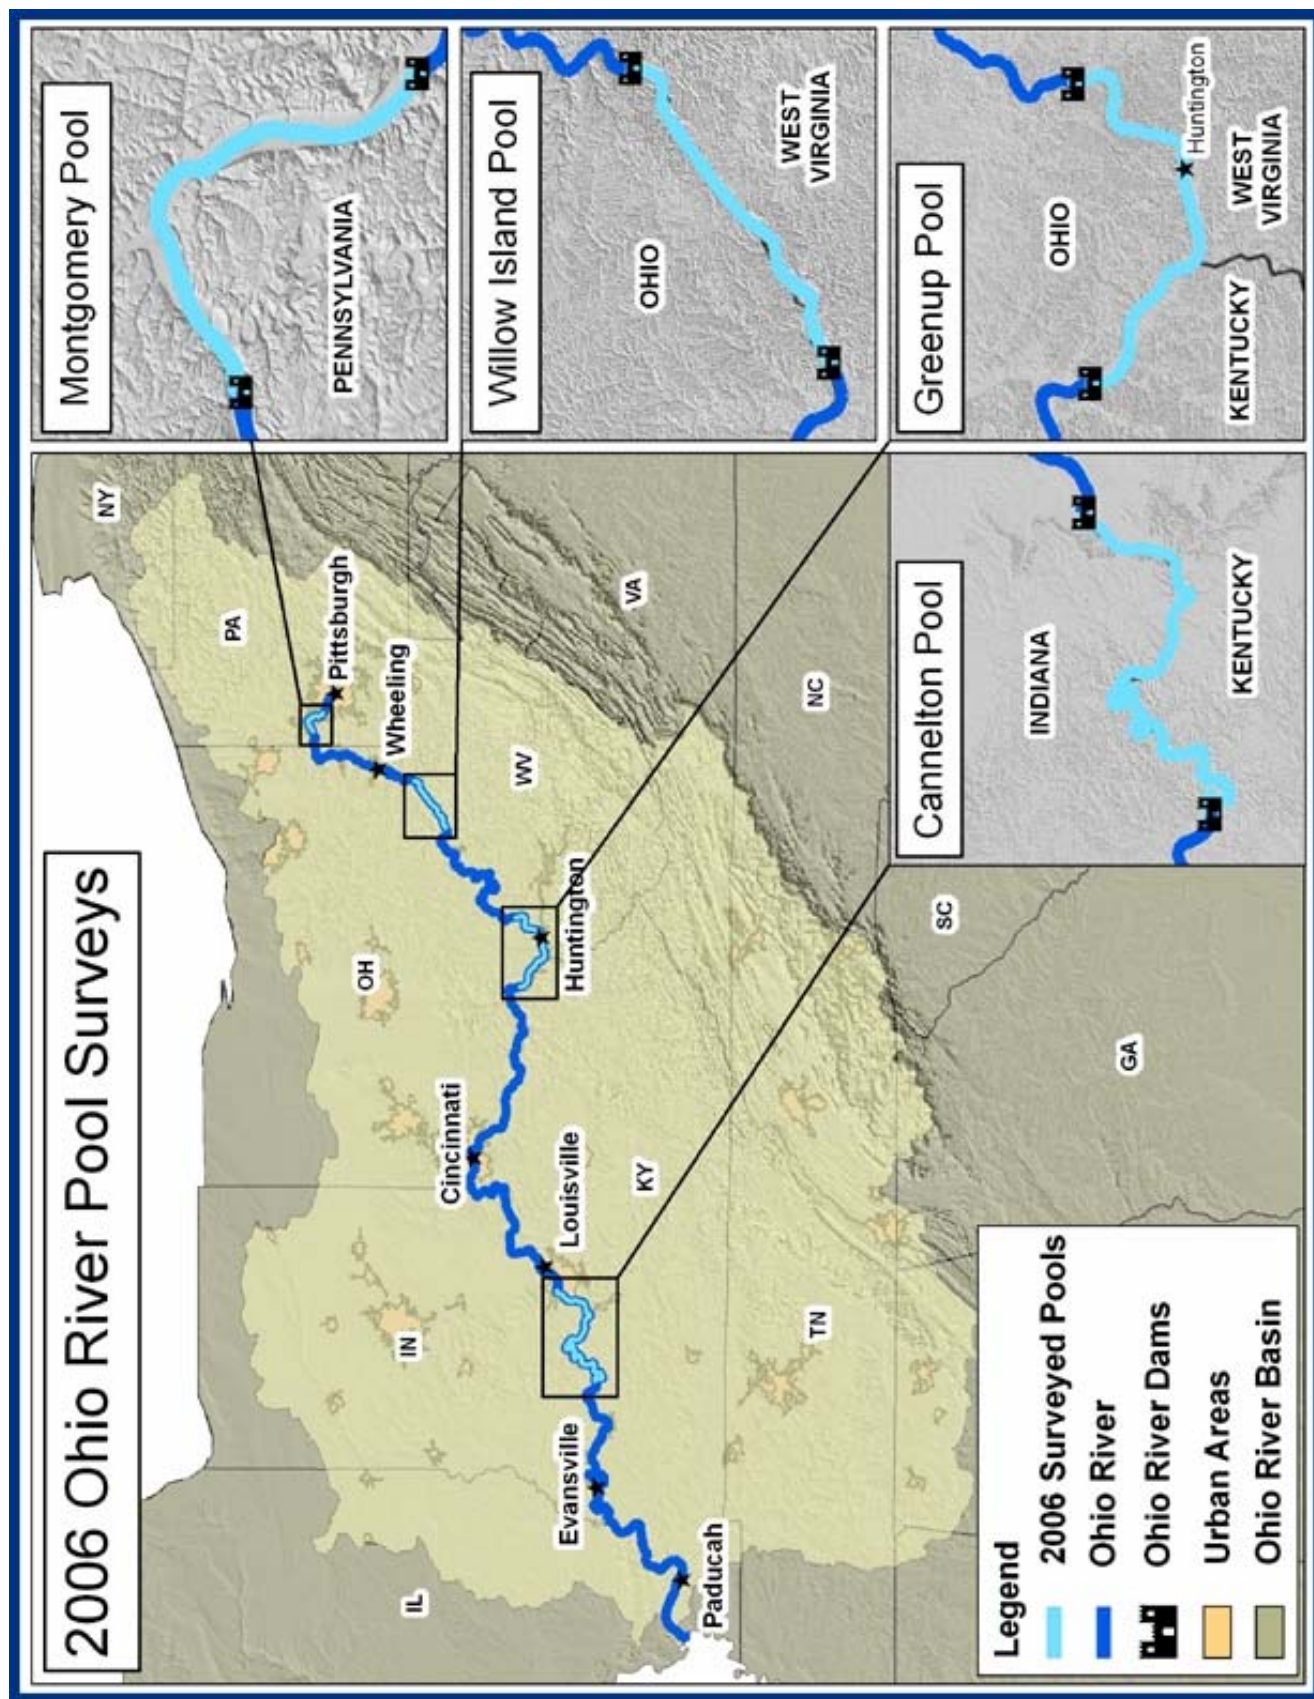 2006 Ohio River Pool Surveys
NY
PA
Pittsburgh
Wheeling
OH
WV
VA
Huntington
Cincinnati
Louisville
KY
NC
IN
Evansville
IL
Paducah
TN
SC
GA
Legend
2006 Surveyed Pools
Ohio River
Ohio River Dams
Urban Areas
Ohio River Basin
Montgomery Pool
PENNSYLVANIA
Willow Island Pool
OHIO
WEST
VIRGINIA
Greenup Pool
OHIO
Huntington
WEST
VIRGINIA
KENTUCKY
Cannelton Pool
INDIANA
KENTUCKY